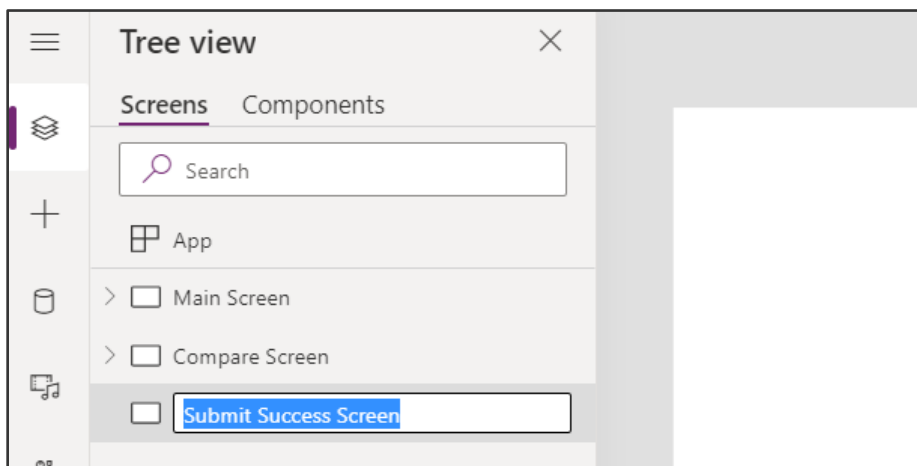 Tree view
Screens Components
Search
App
Main Screen
Compare Screen
Submit Success Screen